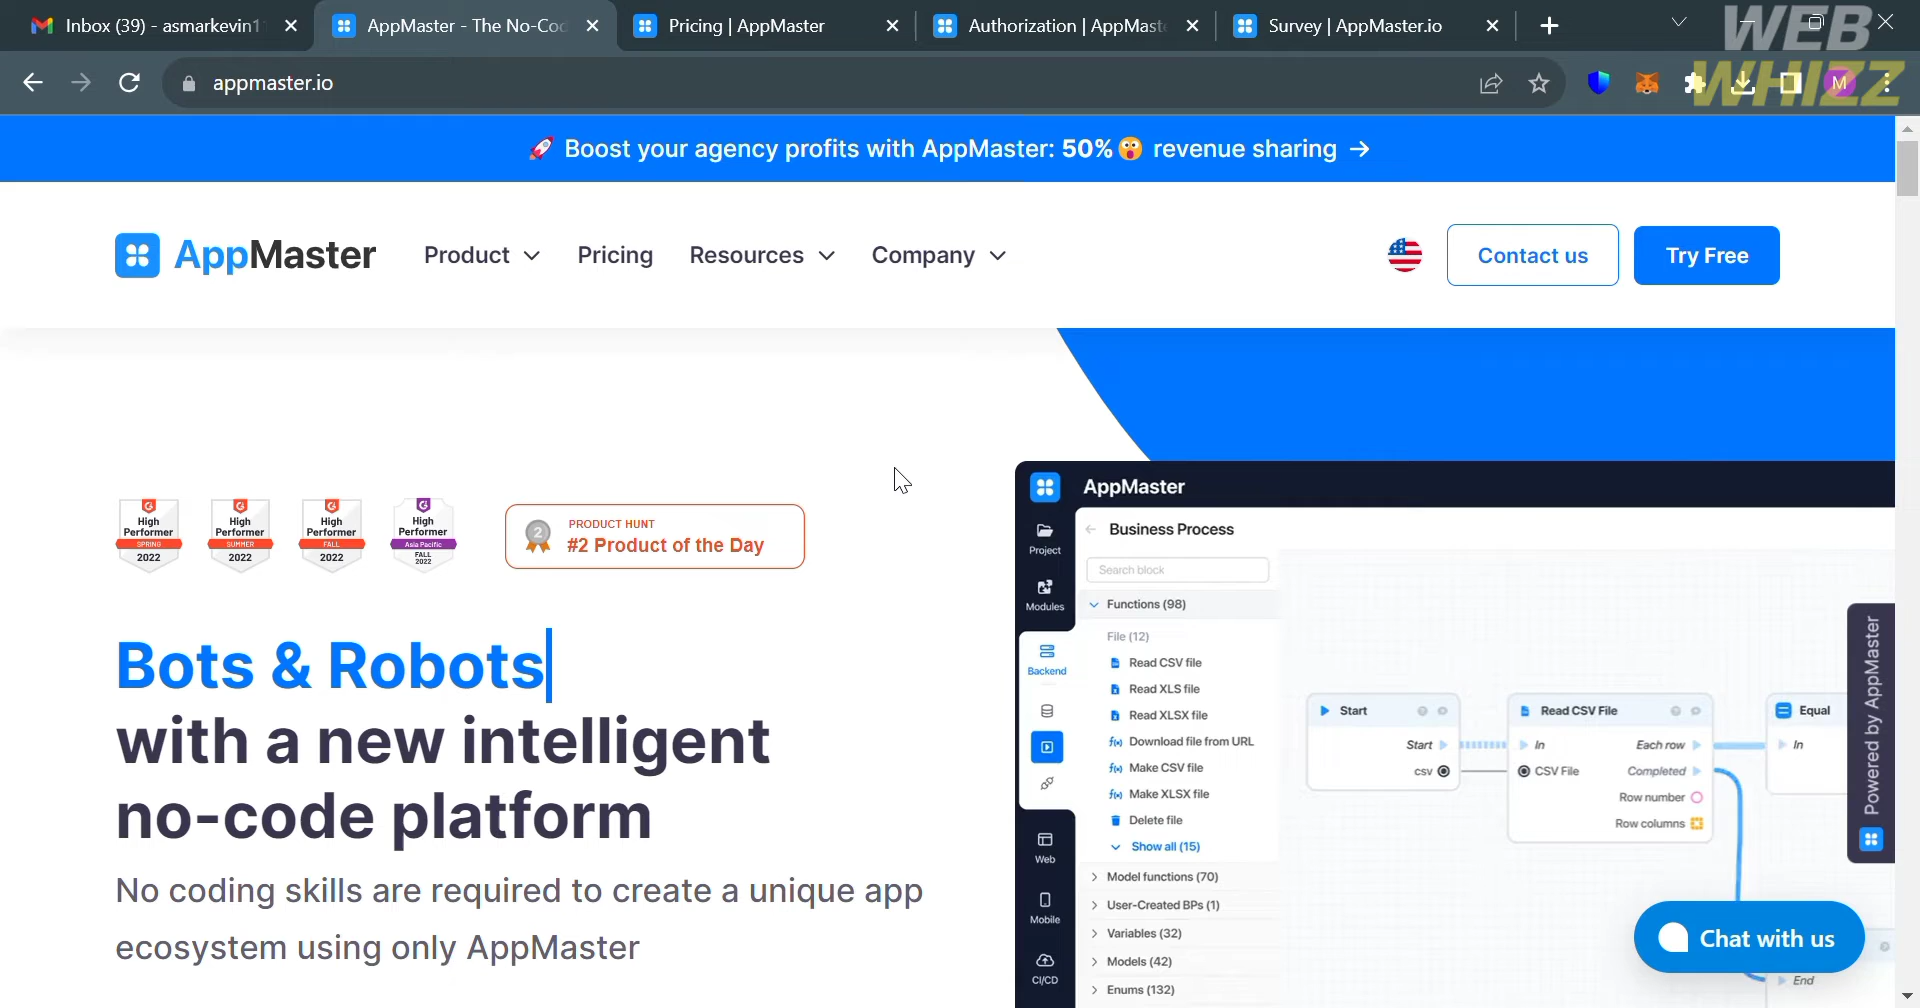 Inbox (39) - asmarkevin1
AppMaster - The No-Cod
Pricing | AppMaster
Authorization | AppMast
Survey | AppMaster.io
WEB
WHIZZ
appmaster.io
M
🚀 Boost your agency profits with AppMaster: 50%😲 revenue sharing →
AppMaster
Product
Pricing
Resources
Company
Contact us
Try Free
High Performer
SPRING
2022
High Performer
SUMMER
2022
High Performer
FALL
2022
High Performer
Asia Pacific
FALL
2022
2
PRODUCT HUNT
#2 Product of the Day
Bots & Robots
with a new intelligent
no-code platform
No coding skills are required to create a unique app
ecosystem using only AppMaster
AppMaster
Project
Modules
Backend
Web
Mobile
CI/CD
Business Process
Search block
Functions (98)
File (12)
Read CSV file
Read XLS file
Read XLSX file
Download file from URL
Make CSV file
Make XLSX file
Delete file
Show all (15)
Model functions (70)
User-Created BPs (1)
Variables (32)
Models (42)
Enums (132)
Start
Start
csv
Read CSV File
In
Each row
CSV File
Completed
Row number
Row columns
Equal
In
End
Powered by AppMaster
Chat with us